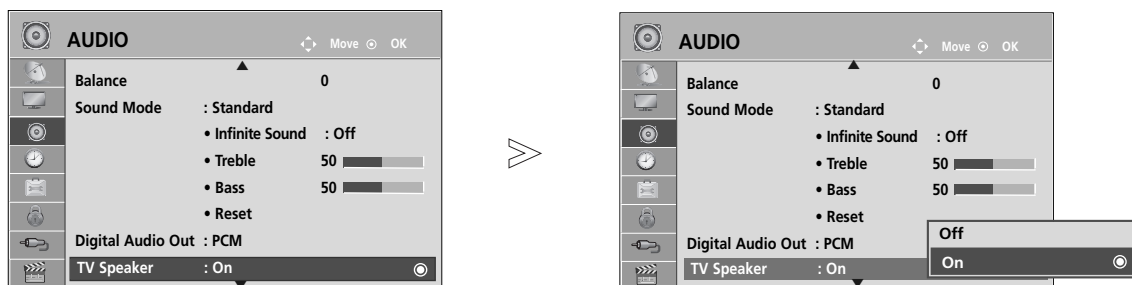 AUDIO Move OK
Balance 0
Sound Mode : Standard
• Infinite Sound : Off
• Treble 50
• Bass 50
• Reset
Digital Audio Out : PCM
TV Speaker : On
AUDIO Move OK
Balance 0
Sound Mode : Standard
• Infinite Sound : Off
• Treble 50
• Bass 50
• Reset
Digital Audio Out : PCM
TV Speaker : On
Off
On